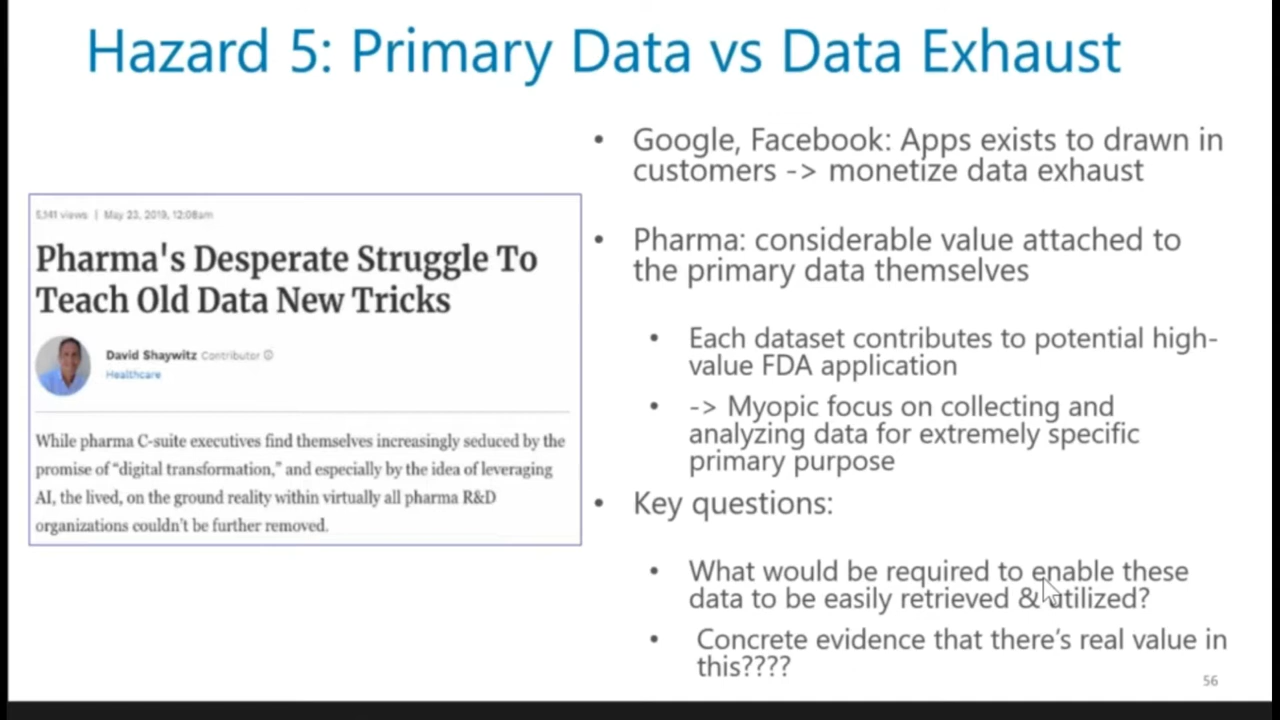 Hazard 5: Primary Data vs Data Exhaust
5,141 views | May 23, 2019, 12:08am
Pharma's Desperate Struggle To
Teach Old Data New Tricks
David Shaywitz Contributor
Healthcare
While pharma C-suite executives find themselves increasingly seduced by the
promise of “digital transformation,” and especially by the idea of leveraging
AI, the lived, on the ground reality within virtually all pharma R&D
organizations couldn't be further removed.
• Google, Facebook: Apps exists to drawn in
customers -> monetize data exhaust
• Pharma: considerable value attached to
the primary data themselves
• Each dataset contributes to potential high-
value FDA application
• -> Myopic focus on collecting and
analyzing data for extremely specific
primary purpose
• Key questions:
• What would be required to enable these
data to be easily retrieved & utilized?
• Concrete evidence that there’s real value in
this????
56